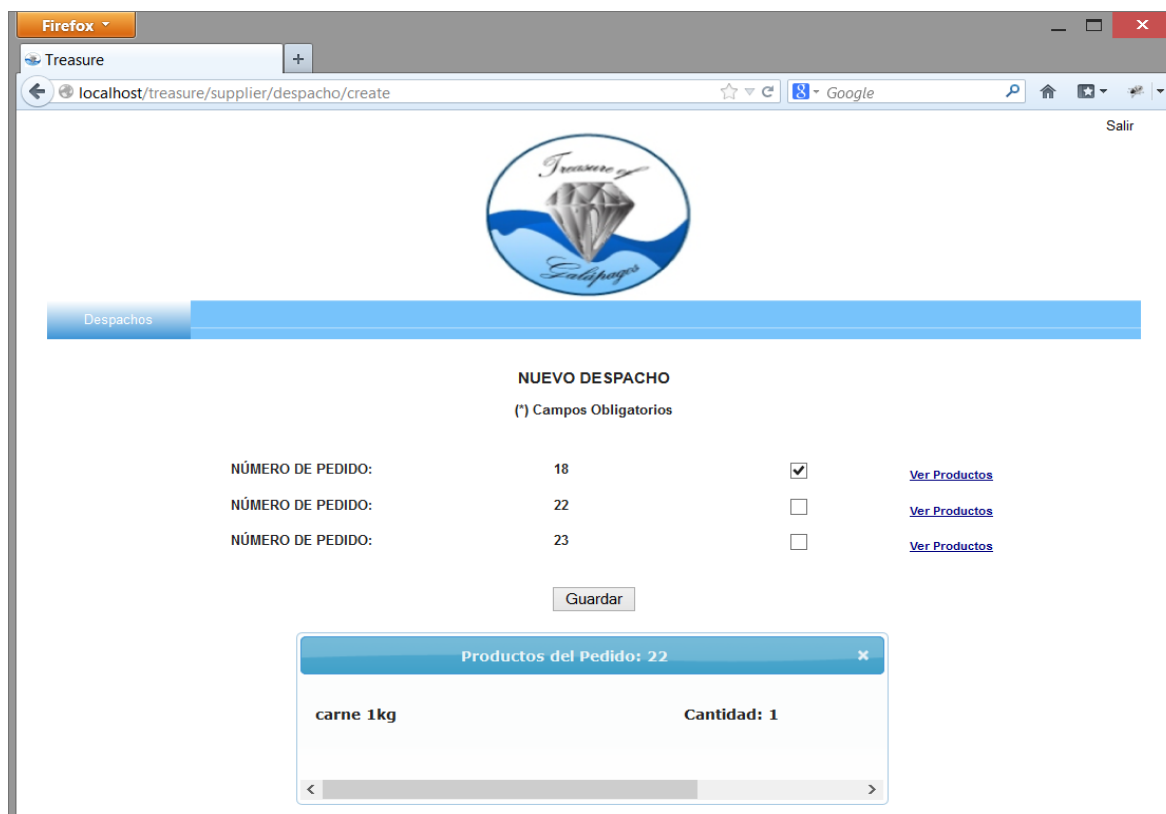 Firefox
Treasure
localhost/treasure/supplier/despacho/create
Google
Salir
Treasure of
Galápagos
Despachos
NUEVO DESPACHO
(*) Campos Obligatorios
NÚMERO DE PEDIDO: 18 Ver Productos
NÚMERO DE PEDIDO: 22 Ver Productos
NÚMERO DE PEDIDO: 23 Ver Productos
Guardar
Productos del Pedido: 22
carne 1kg Cantidad: 1